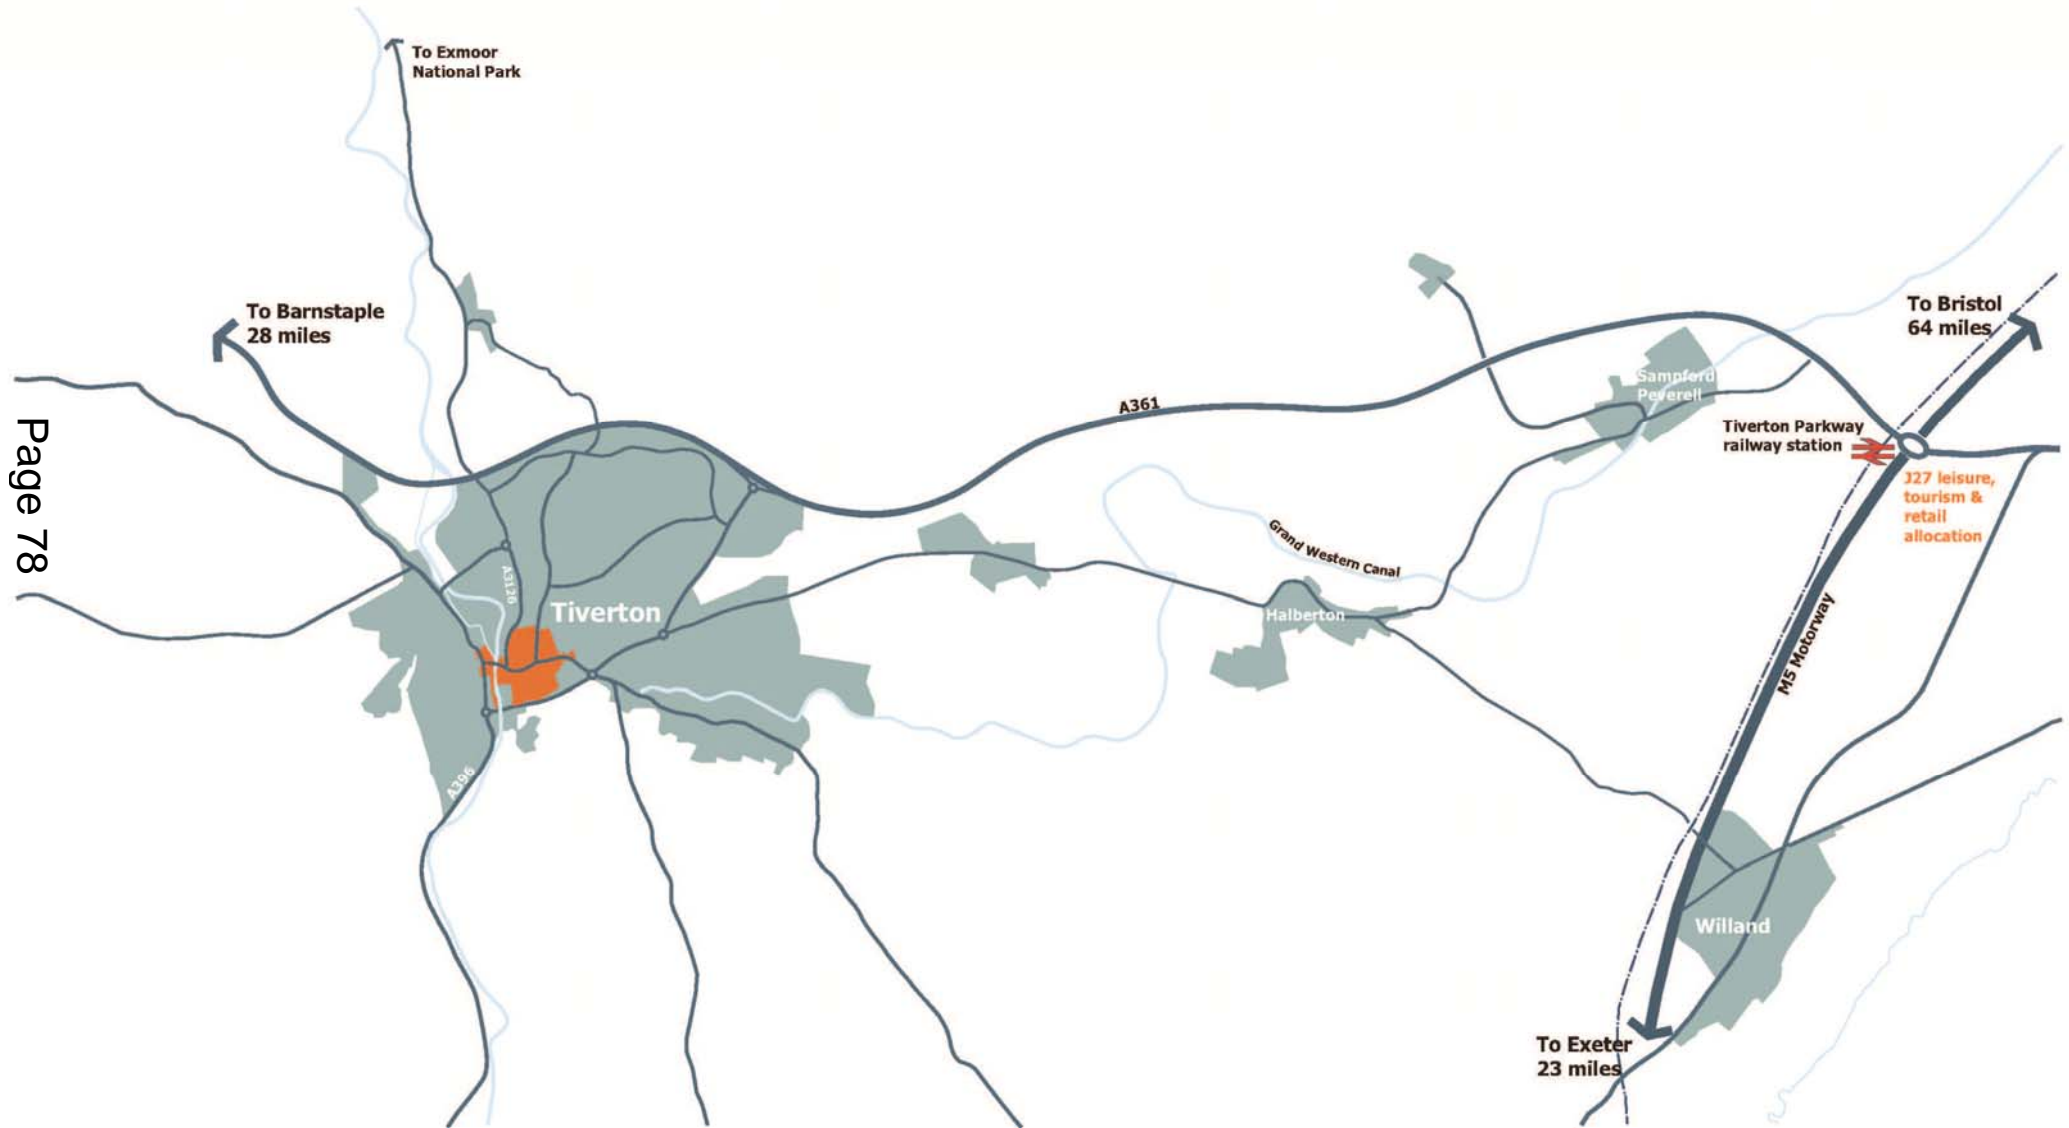 To Exmoor
National Park
To Barnstaple
28 miles
To Bristol
64 miles
A361
Sampford
Peverell
Tiverton Parkway
railway station
J27 leisure,
tourism &
retail
allocation
Page 78
Grand Western Canal
A3126
Tiverton
Halberton
M5 Motorway
A396
Willand
To Exeter
23 miles